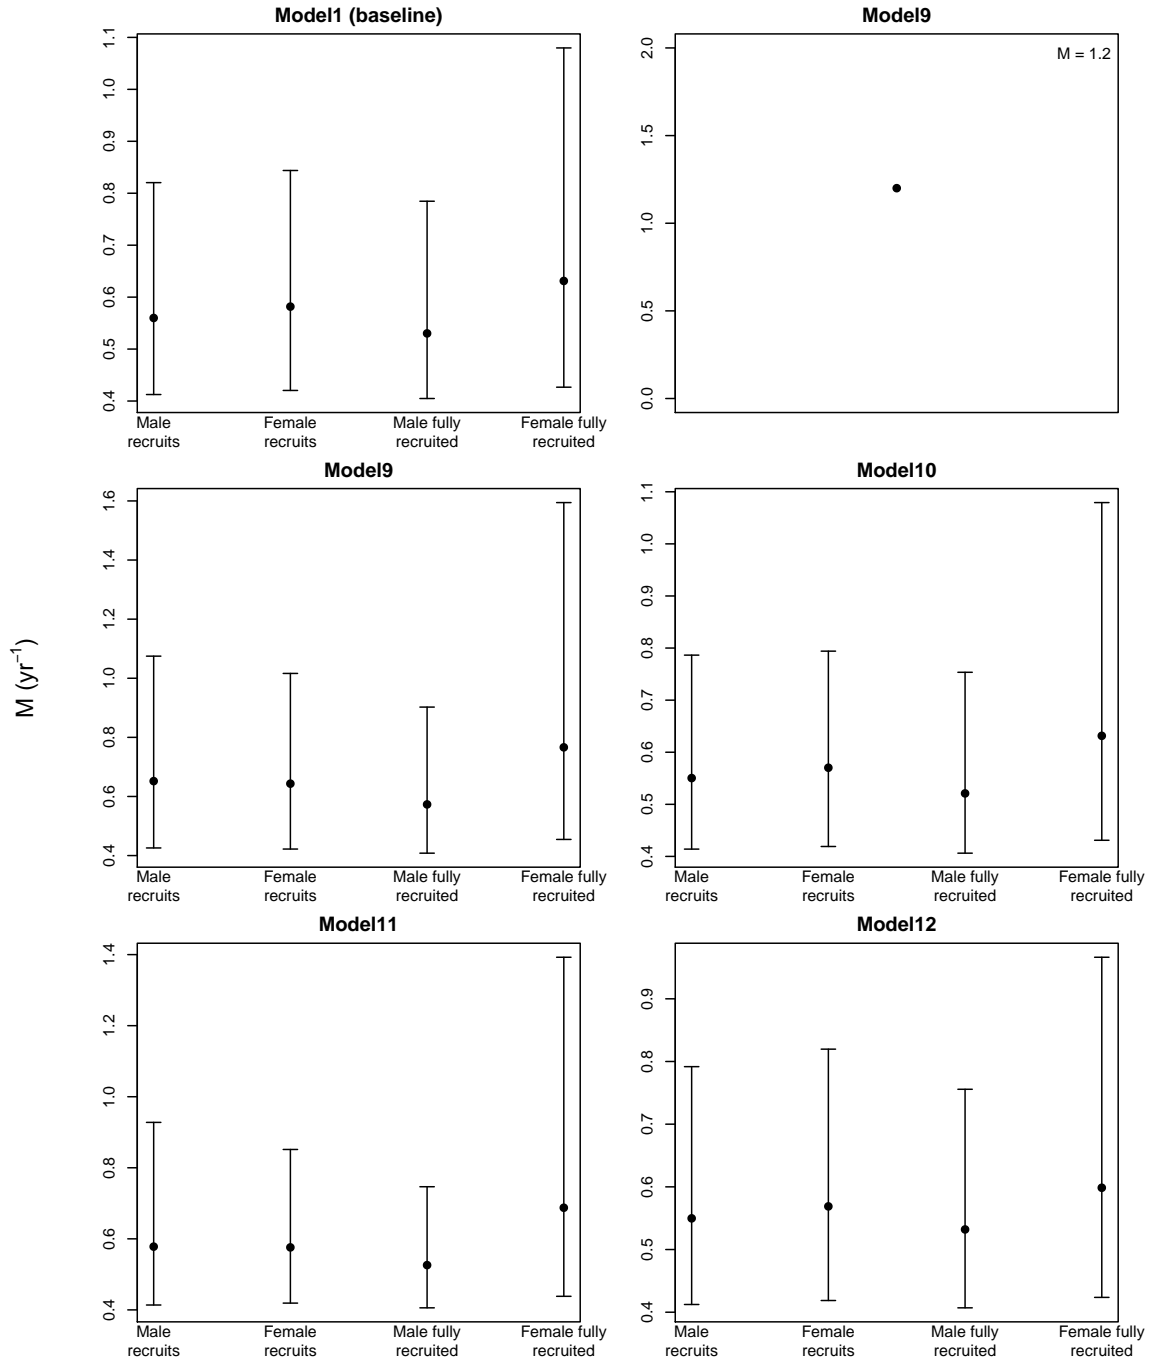 Model1 (baseline)
1.1
1.0
0.9
0.8
0.7
0.6
0.5
0.4
Male recruits
Female recruits
Male fully recruited
Female fully recruited
Model9
M = 1.2
2.0
1.5
1.0
0.5
0.0
M (yr⁻¹)
Model9
1.6
1.4
1.2
1.0
0.8
0.6
0.4
Male recruits
Female recruits
Male fully recruited
Female fully recruited
Model10
1.1
1.0
0.9
0.8
0.7
0.6
0.5
0.4
Male recruits
Female recruits
Male fully recruited
Female fully recruited
Model11
1.4
1.2
1.0
0.8
0.6
0.4
Male recruits
Female recruits
Male fully recruited
Female fully recruited
Model12
0.9
0.8
0.7
0.6
0.5
0.4
Male recruits
Female recruits
Male fully recruited
Female fully recruited